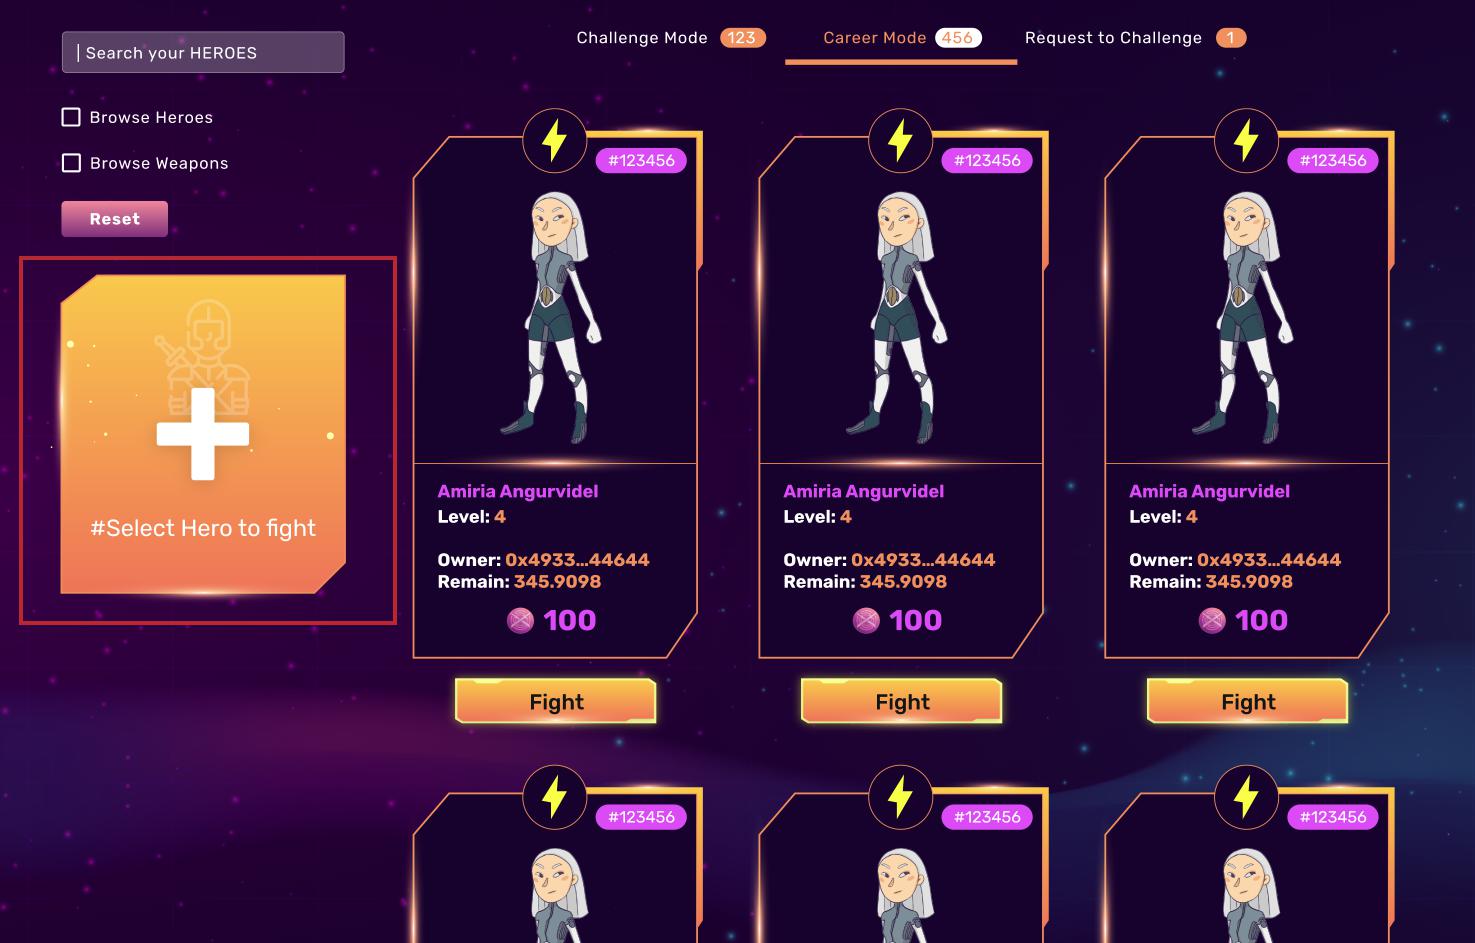 Search your HEROES
Challenge Mode 123
Career Mode 456
Request to Challenge 1
Browse Heroes
Browse Weapons
Reset
#Select Hero to fight
#123456
Amiria Angurvidel
Level: 4
Owner: 0x4933...44644
Remain: 345.9098
100
Fight
#123456
Amiria Angurvidel
Level: 4
Owner: 0x4933...44644
Remain: 345.9098
100
Fight
#123456
Amiria Angurvidel
Level: 4
Owner: 0x4933...44644
Remain: 345.9098
100
Fight
#123456
#123456
#123456